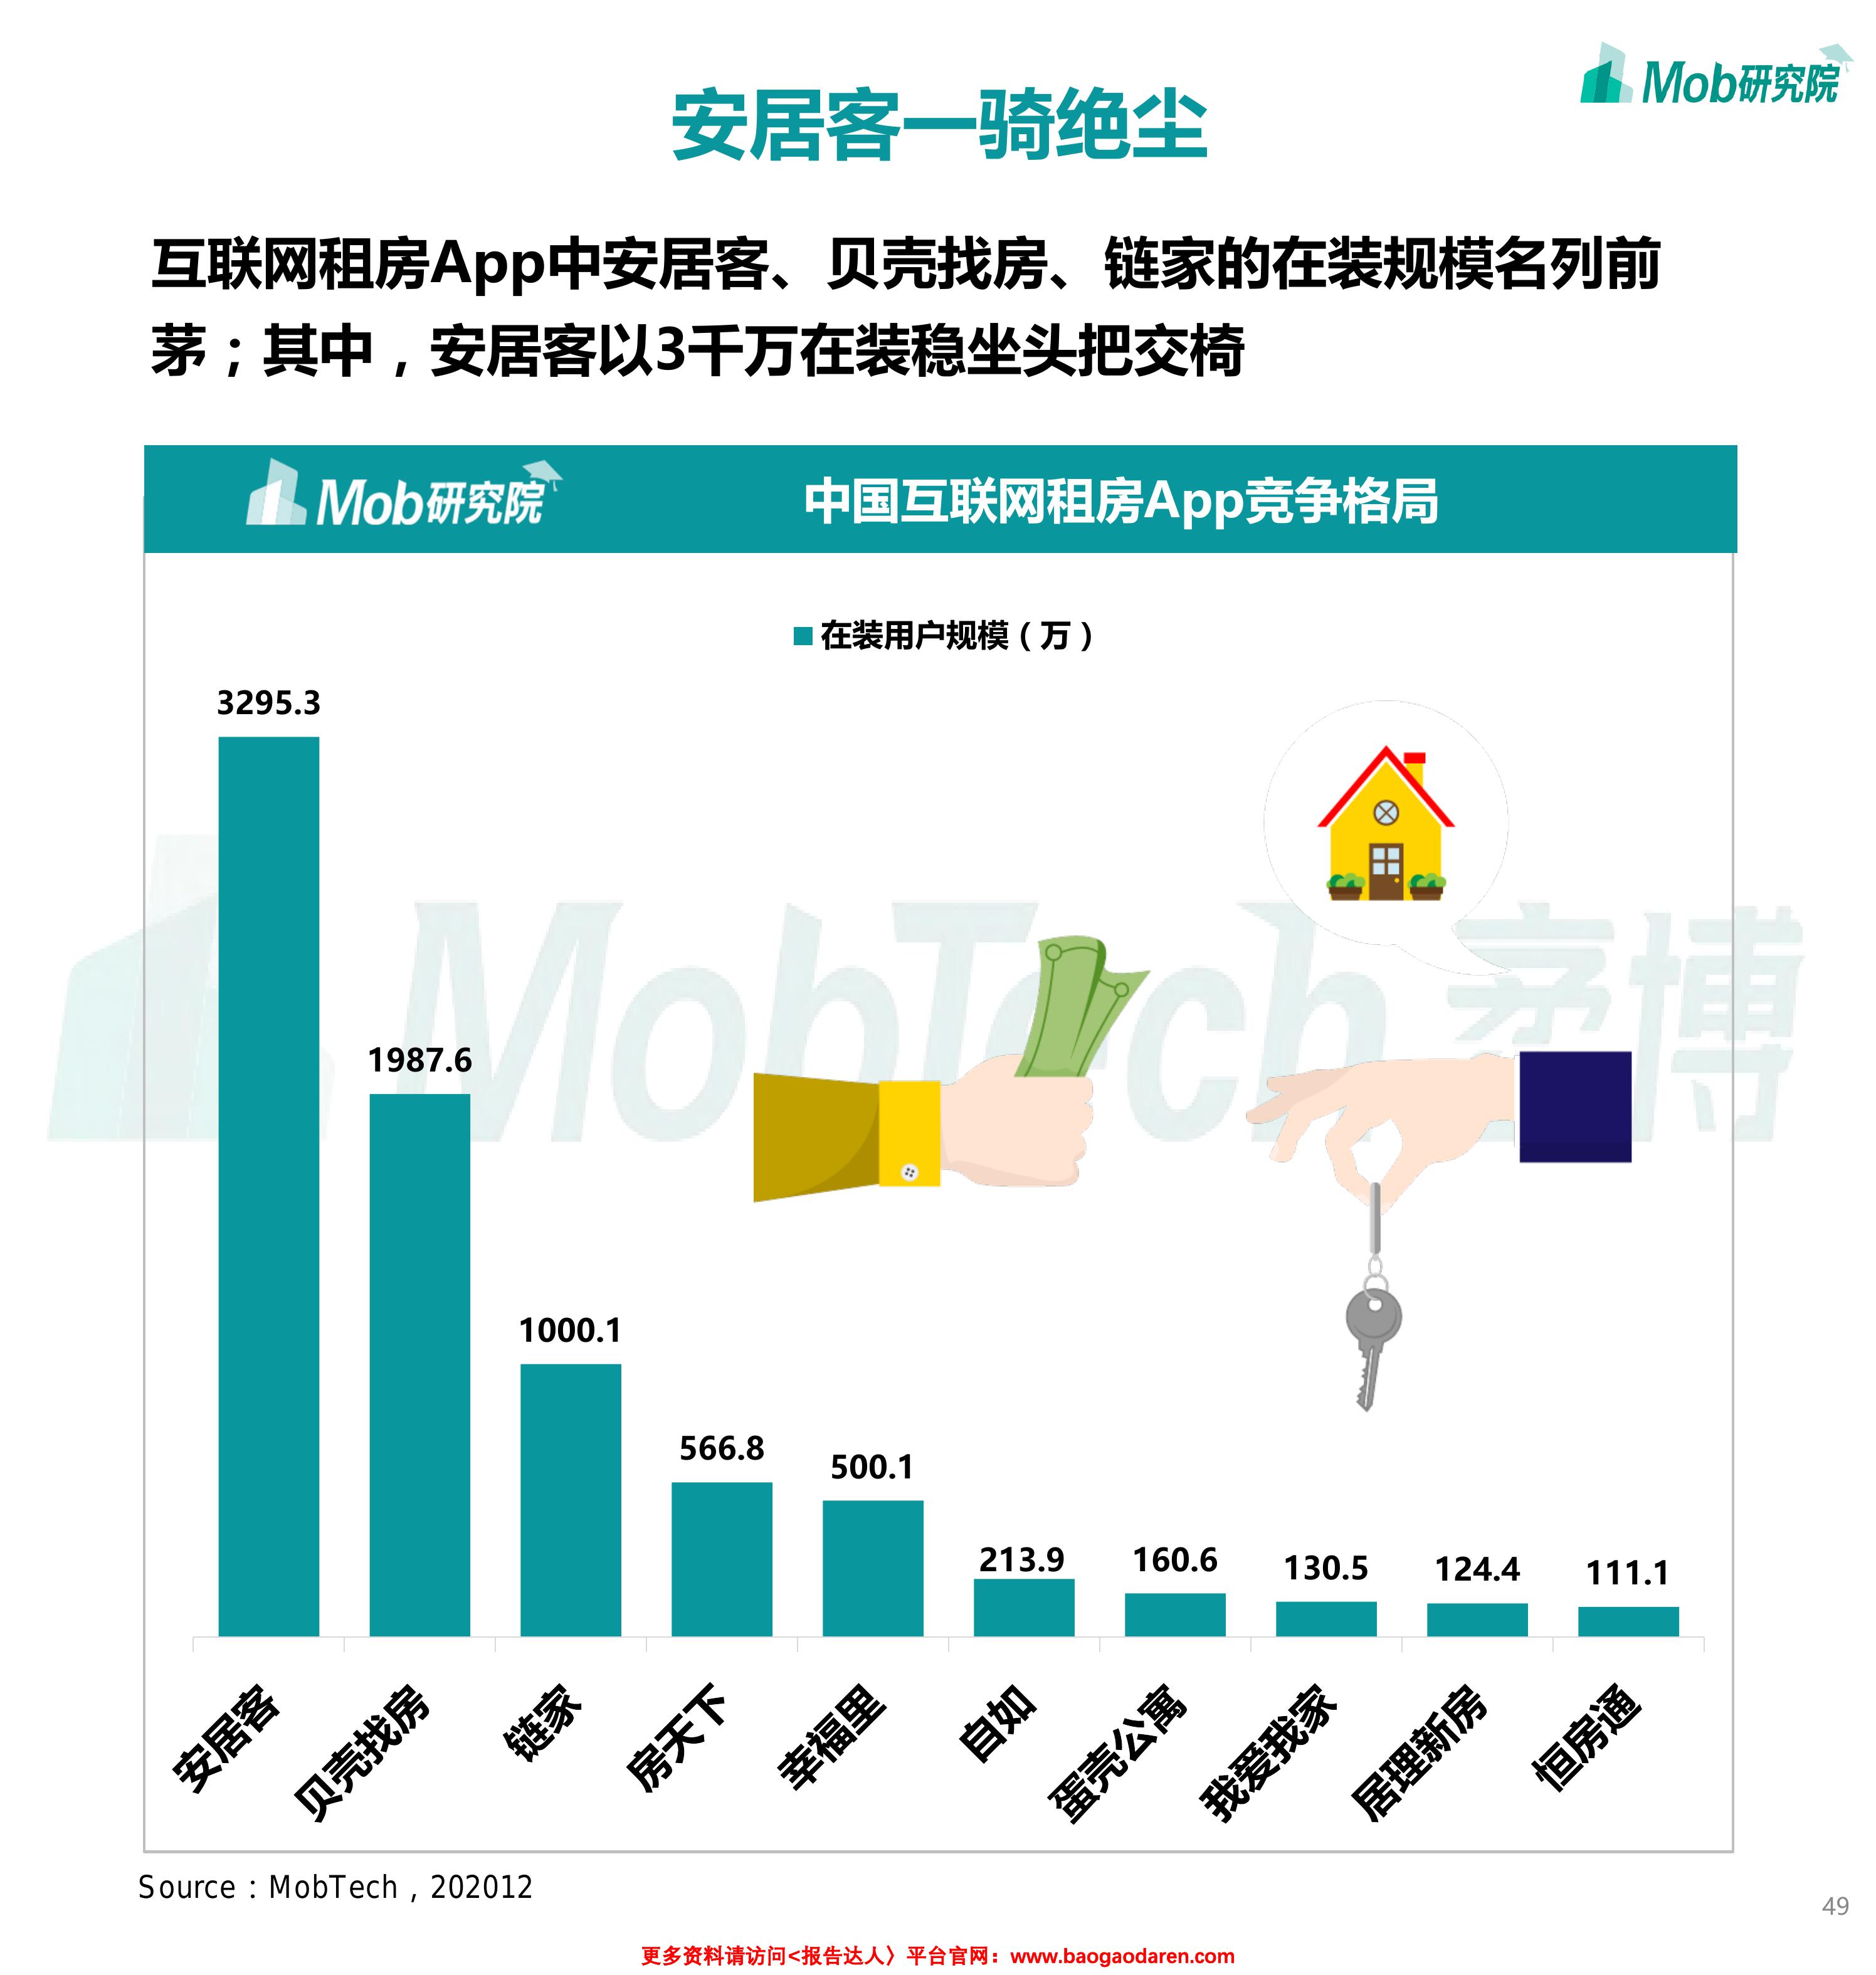 Mob研究院
安居客一骑绝尘
互联网租房App中安居客、贝壳找房、链家的在装规模名列前
茅；其中，安居客以3千万在装稳坐头把交椅
Mob研究院
中国互联网租房App竞争格局
在装用户规模（万）
3295.3
1987.6
1000.1
566.8
500.1
213.9
160.6
130.5
124.4
111.1
MobTech 袤博
安居客
贝壳找房
链家
房天下
幸福里
自如
蛋壳公寓
我爱我家
居理新房
恒房通
Source：MobTech，202012
49
更多资料请访问<报告达人〉平台官网：www.baogaodaren.com